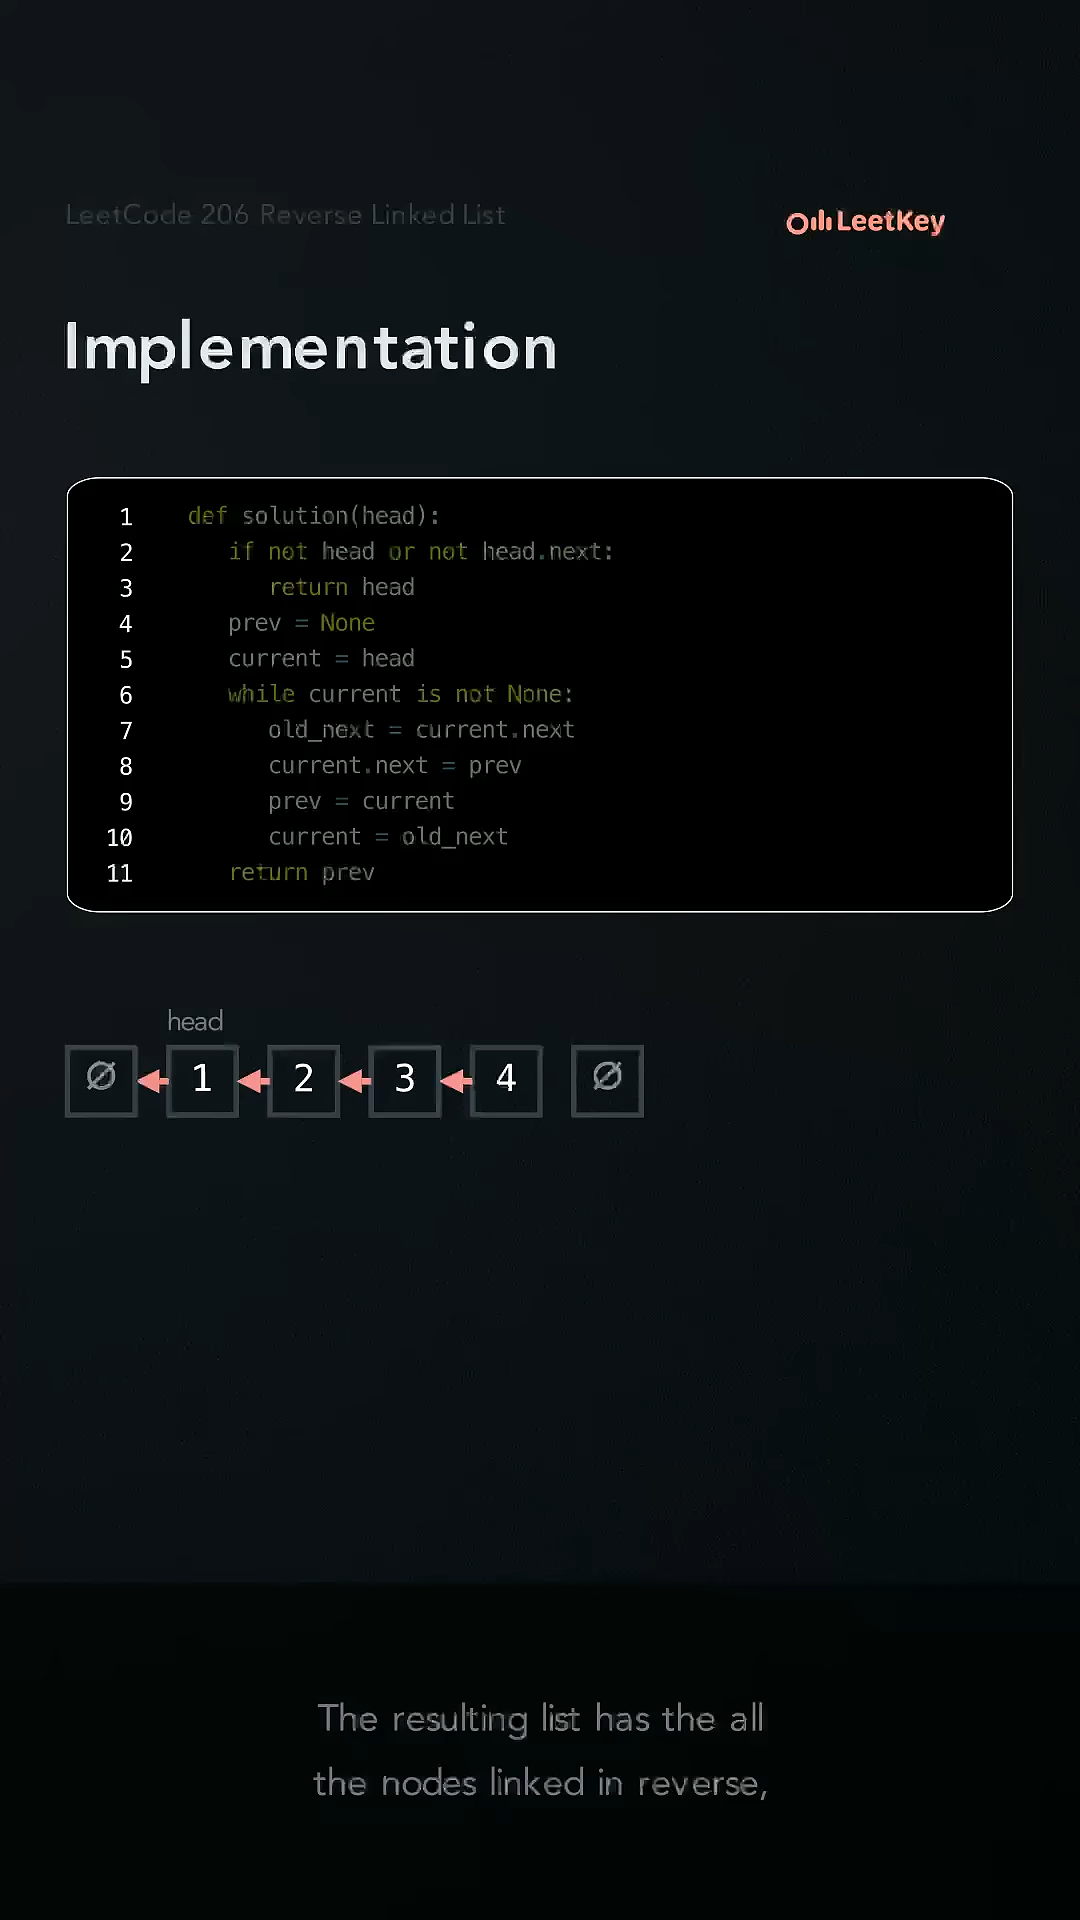 LeetCode 206 Reverse Linked List
LeetKey
Implementation
1 def solution(head):
2 if not head or not head.next:
3 return head
4 prev = None
5 current = head
6 while current is not None:
7 old_next = current.next
8 current.next = prev
9 prev = current
10 current = old_next
11 return prev
head
∅ 1 2 3 4 ∅
The resulting list has the all
the nodes linked in reverse,